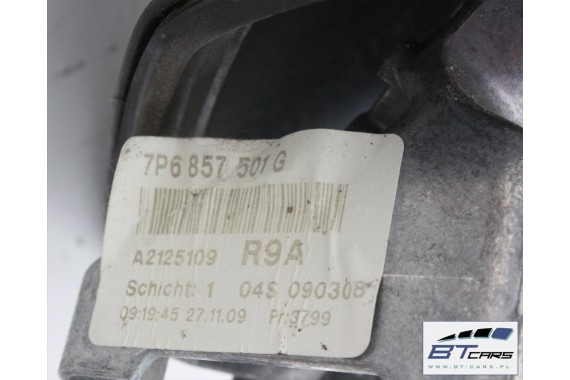 7P6 857 501 G
A2125109 R9A
Schicht: 1 04S 090308
09:19:45 27.11.09 Pr:3799
BT CARS
WWW.BT-CARS.PL